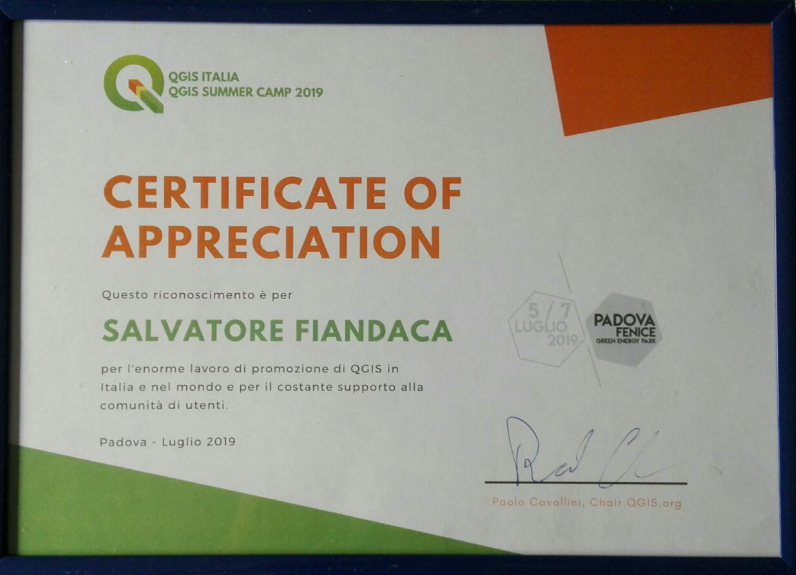 QGIS ITALIA
QGIS SUMMER CAMP 2019
CERTIFICATE OF
APPRECIATION
Questo riconoscimento è per
SALVATORE FIANDACA
per l'enorme lavoro di promozione di QGIS in
Italia e nel mondo e per il costante supporto alla
comunità di utenti.
Padova - Luglio 2019
5/7
LUGLIO
2019
PADOVA
FENICE
GREEN ENERGY PARK
Paolo Cavallini, Chair QGIS.org